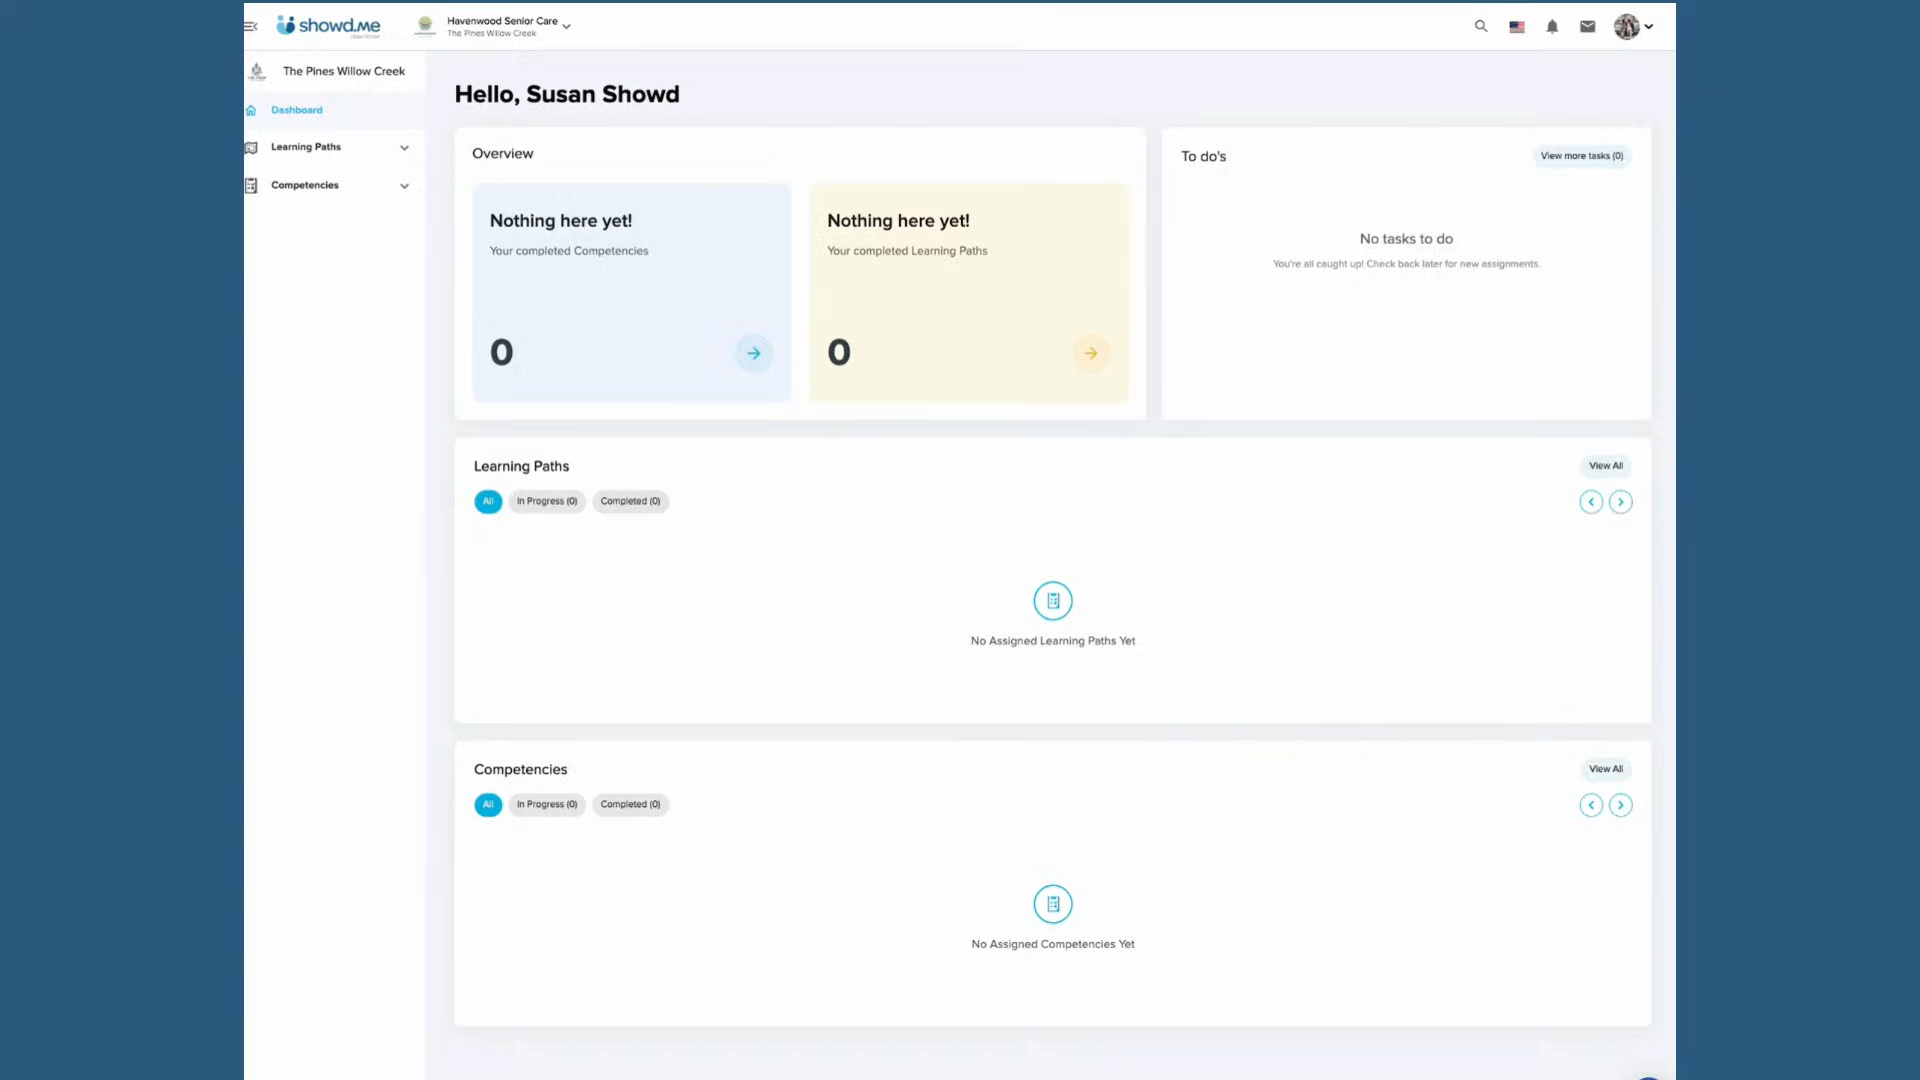 showd.me
Havenwood Senior Care
The Pines Willow Creek
The Pines Willow Creek
Dashboard
Learning Paths
Competencies
Hello, Susan Showd
Overview
Nothing here yet!
Your completed Competencies
0
Nothing here yet!
Your completed Learning Paths
0
To do's
View more tasks (0)
No tasks to do
You're all caught up! Check back later for new assignments.
Learning Paths
View All
All
In Progress (0)
Completed (0)
No Assigned Learning Paths Yet
Competencies
View All
All
In Progress (0)
Completed (0)
No Assigned Competencies Yet